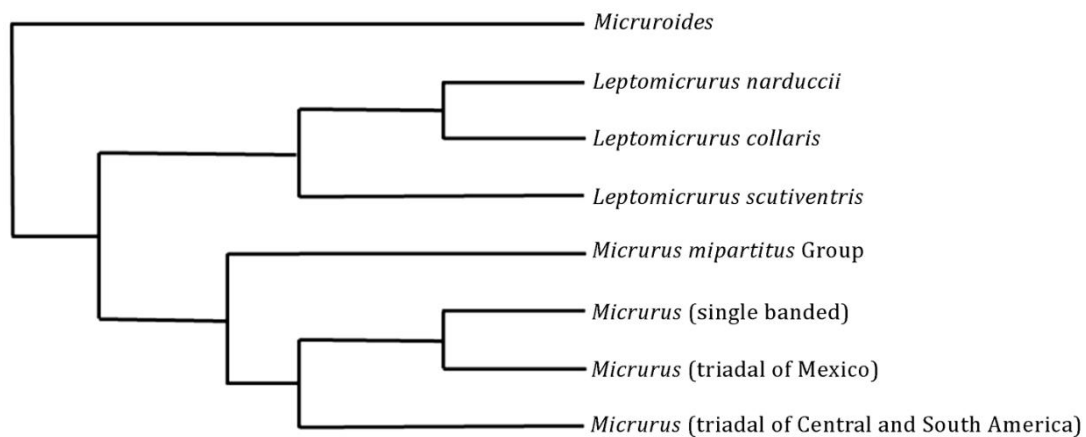 Micruroides
Leptomicrurus narduccii
Leptomicrurus collaris
Leptomicrurus scutiventris
Micrurus mipartitus Group
Micrurus (single banded)
Micrurus (triadal of Mexico)
Micrurus (triadal of Central and South America)